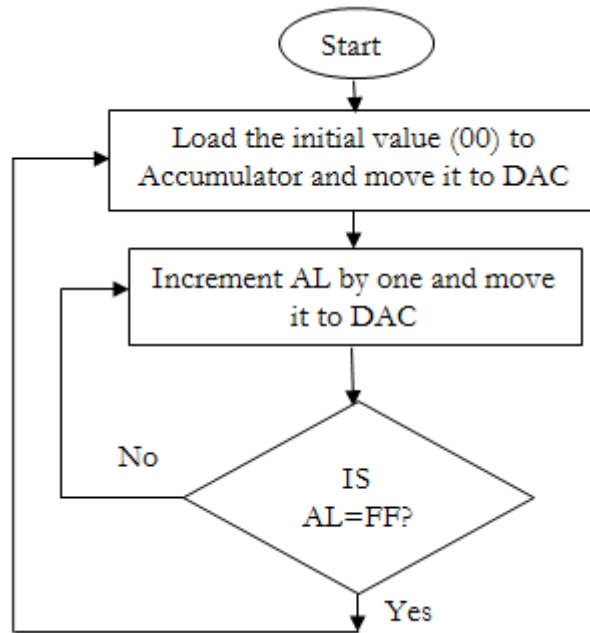 Start
Load the initial value (00) to
Accumulator and move it to DAC
Increment AL by one and move
it to DAC
No
IS
AL=FF?
Yes